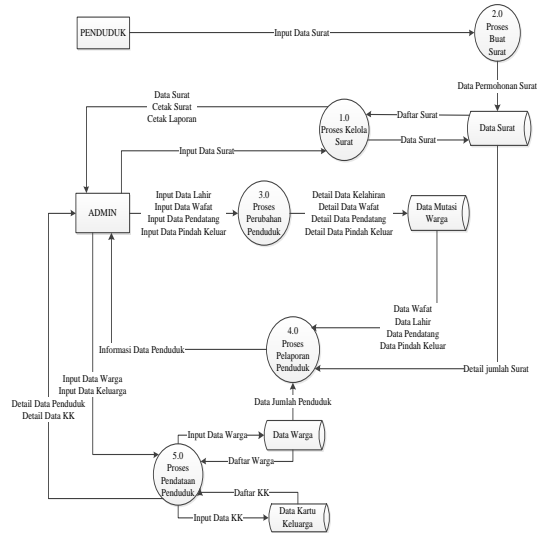 PENDUDUK
Input Data Surat
2.0
Proses
Buat
Surat
Data Permohonan Surat
Data Surat
Cetak Surat
Cetak Laporan
1.0
Proses Kelola
Surat
Daftar Surat
Data Surat
Data Surat
Input Data Surat
ADMIN
Input Data Lahir
Input Data Wafat
Input Data Pendatang
Input Data Pindah Keluar
3.0
Proses
Perubahan
Penduduk
Detail Data Kelahiran
Detail Data Wafat
Detail Data Pendatang
Detail Data Pindah Keluar
Data Mutasi
Warga
Data Wafat
Data Lahir
Data Pendatang
Data Pindah Keluar
4.0
Proses
Pelaporan
Penduduk
Informasi Data Penduduk
Detail jumlah Surat
Input Data Warga
Input Data Keluarga
Detail Data Penduduk
Detail Data KK
Data Jumlah Penduduk
Input Data Warga
Data Warga
Daftar Warga
5.0
Proses
Pendataan
Penduduk
Daftar KK
Input Data KK
Data Kartu
Keluarga